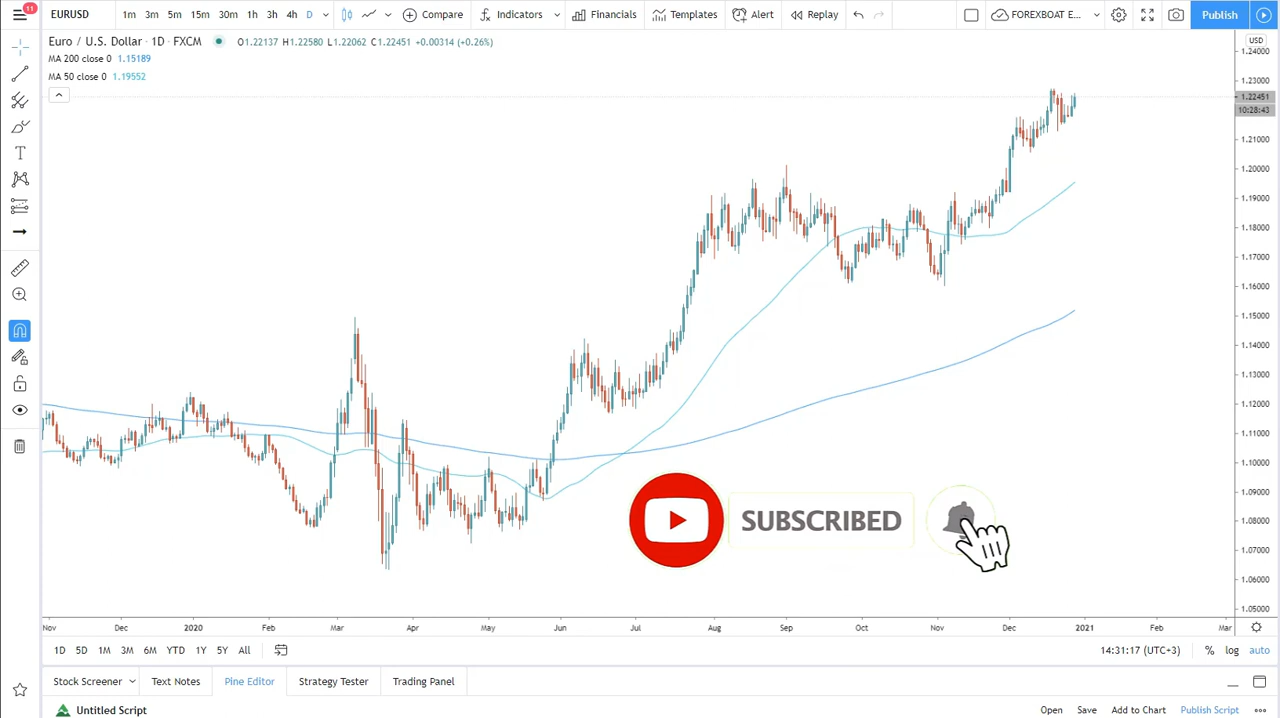 11
EURUSD 1m 3m 5m 15m 30m 1h 3h 4h D Compare Indicators Financials Templates Alert Replay FOREXBOAT E... Publish
Euro / U.S. Dollar · 1D · FXCM O1.22137 H1.22580 L1.22062 C1.22451 +0.00314 (+0.26%)
MA 200 close 0 1.15189
MA 50 close 0 1.19552
USD
1.24000
1.23000
1.22451
10:28:43
1.21000
1.20000
1.19000
1.18000
1.17000
1.16000
1.15000
1.14000
1.13000
1.12000
1.11000
1.10000
1.09000
1.08000
1.07000
1.06000
1.05000
SUBSCRIBED
Nov Dec 2020 Feb Mar Apr May Jun Jul Aug Sep Oct Nov Dec 2021 Feb Mar
1D 5D 1M 3M 6M YTD 1Y 5Y All 14:31:17 (UTC+3) % log auto
Stock Screener Text Notes Pine Editor Strategy Tester Trading Panel
Untitled Script Open Save Add to Chart Publish Script